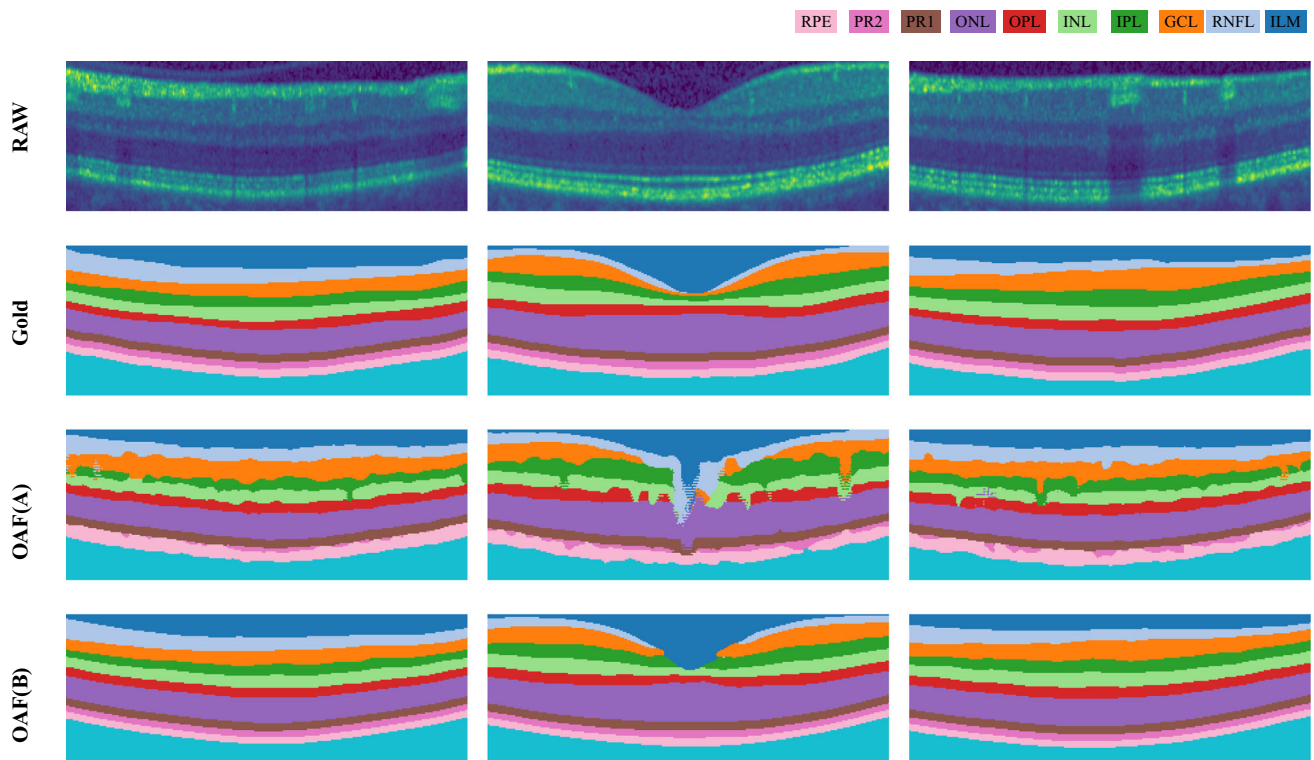 RPE PR2 PR1 ONL OPL INL IPL GCL RNFL ILM
RAW
Gold
OAF(A)
OAF(B)